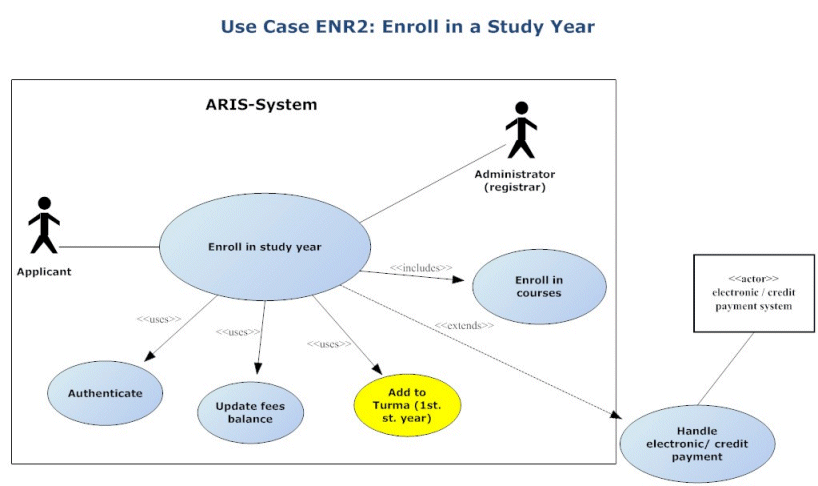 Use Case ENR2: Enroll in a Study Year
ARIS-System
Administrator
(registrar)
Applicant
Enroll in study year
<<includes>>
Enroll in
courses
<<actor>>
electronic / credit
payment system
<<uses>>
<<uses>>
<<uses>>
<<extends>>
Authenticate
Update fees
balance
Add to
Turma (1st.
st. year)
Handle
electronic/ credit
payment